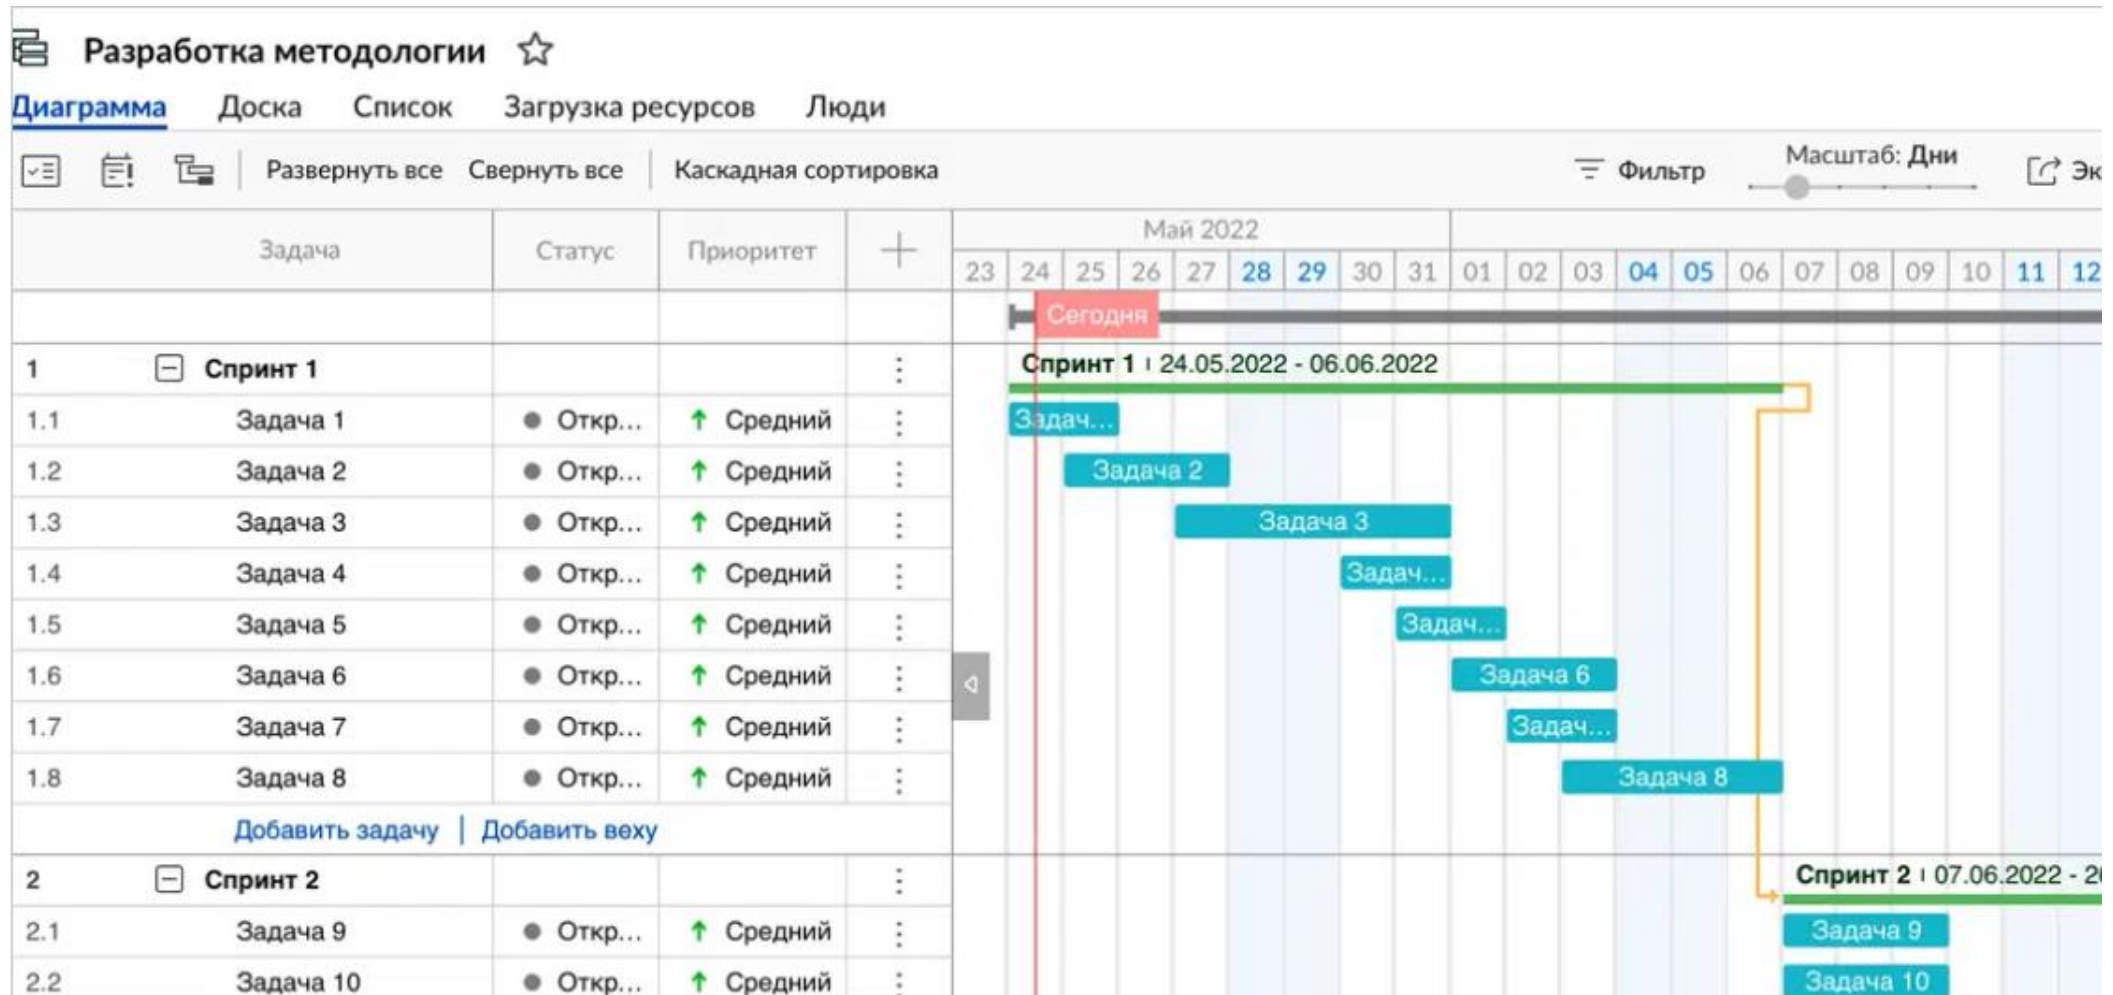 Разработка методологии
Диаграмма Доска Список Загрузка ресурсов Люди
Развернуть все Свернуть все Каскадная сортировка Фильтр Масштаб: Дни Эк
Задача Статус Приоритет Май 2022
23 24 25 26 27 28 29 30 31 01 02 03 04 05 06 07 08 09 10 11 12
Сегодня
1 Спринт 1 Спринт 1 24.05.2022 - 06.06.2022
1.1 Задача 1 Откр... Средний Задач...
1.2 Задача 2 Откр... Средний Задача 2
1.3 Задача 3 Откр... Средний Задача 3
1.4 Задача 4 Откр... Средний Задач...
1.5 Задача 5 Откр... Средний Задач...
1.6 Задача 6 Откр... Средний Задача 6
1.7 Задача 7 Откр... Средний Задач...
1.8 Задача 8 Откр... Средний Задача 8
Добавить задачу | Добавить веху
2 Спринт 2 Спринт 2 07.06.2022 - 2
2.1 Задача 9 Откр... Средний Задача 9
2.2 Задача 10 Откр... Средний Задача 10